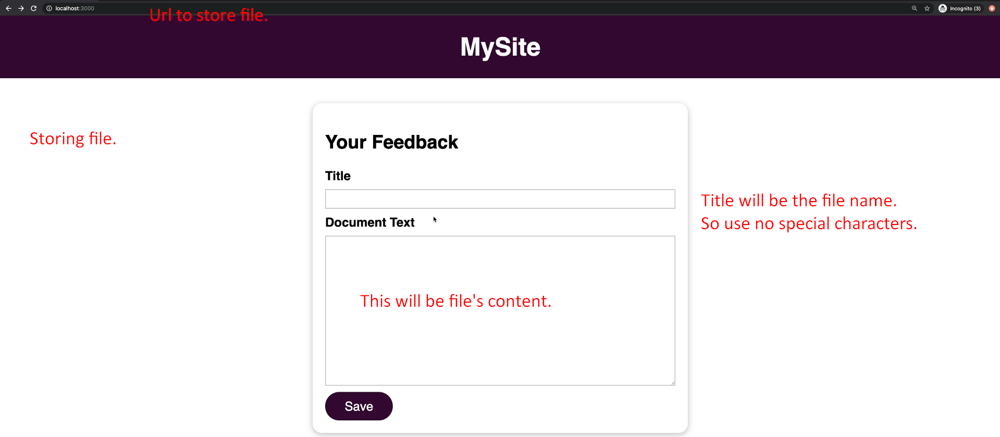 localhost:3000
Incognito (3)
Url to store file.
MySite
Storing file.
Your Feedback
Title
Title will be the file name.
So use no special characters.
Document Text
This will be file's content.
Save